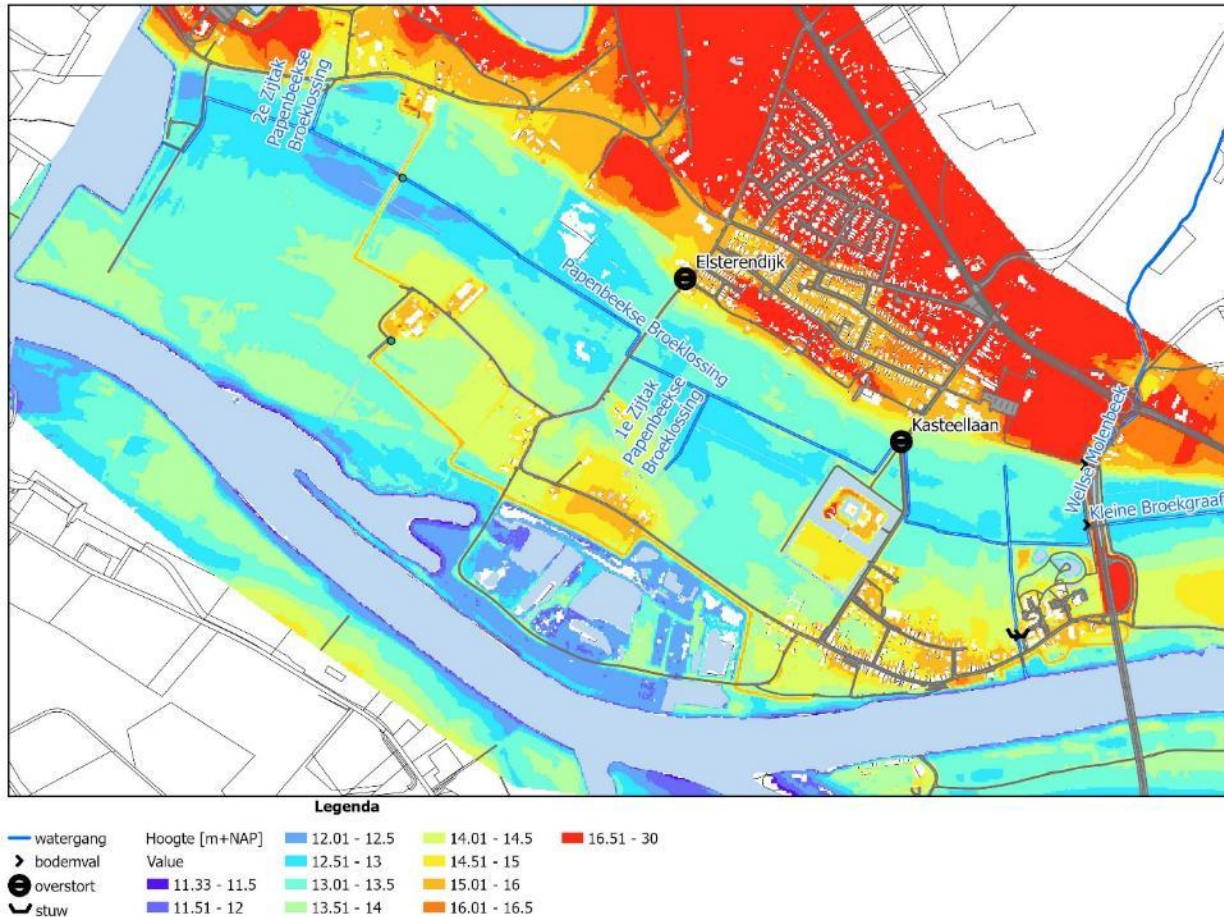 2e Zijtak
Papenbeekse
Broeklossing
Elsterendijk
Papenbeekse Broeklossing
1e Zijtak
Papenbeekse
Broeklossing
Kasteellaan
Wellse Molenbeek
Kleine Broekgraaf
Legenda
watergang
bodemval
overstort
stuw
Hoogte [m+NAP]
Value
11.33 - 11.5
11.51 - 12
12.01 - 12.5
12.51 - 13
13.01 - 13.5
13.51 - 14
14.01 - 14.5
14.51 - 15
15.01 - 16
16.01 - 16.5
16.51 - 30